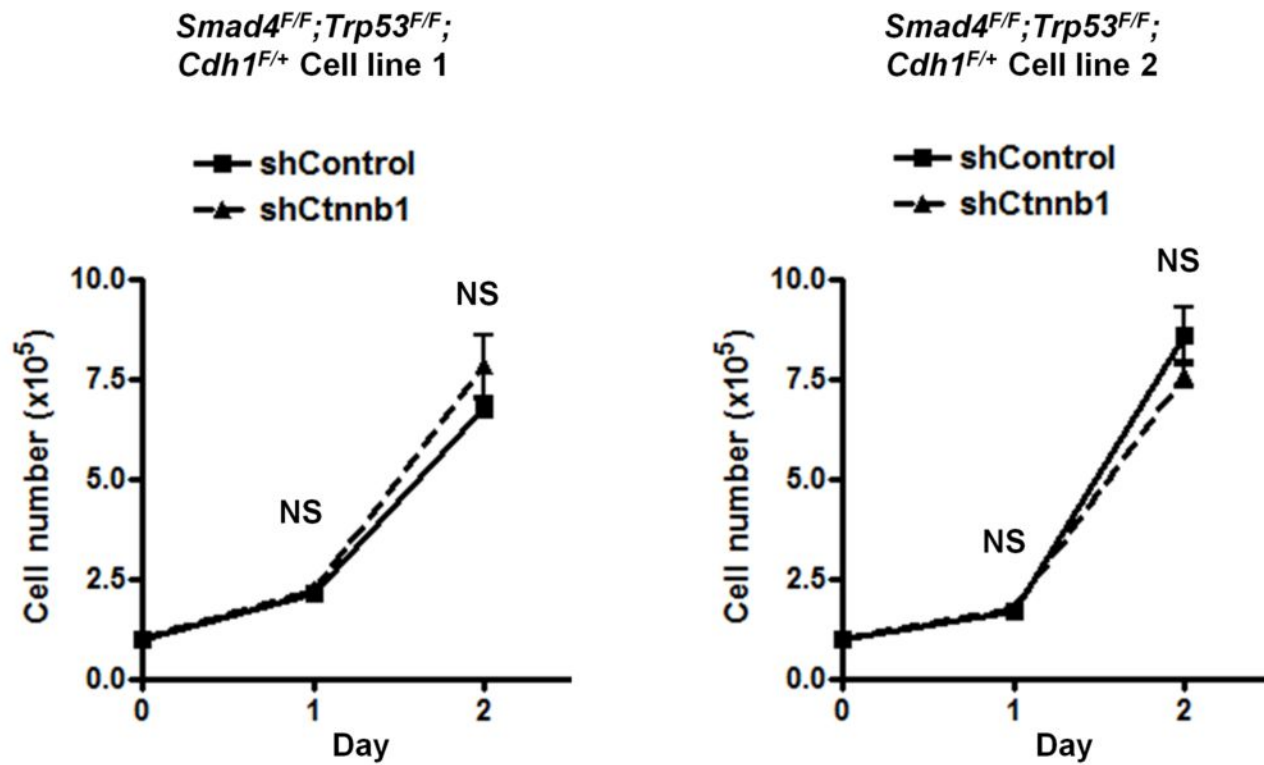 Smad4F/F;Trp53F/F;
Cdh1F/+ Cell line 1
shControl
shCtnnb1
10.0
7.5
5.0
2.5
0.0
Cell number (x10⁵)
NS
NS
0 1 2
Day
Smad4F/F;Trp53F/F;
Cdh1F/+ Cell line 2
shControl
shCtnnb1
10.0
7.5
5.0
2.5
0.0
Cell number (x10⁵)
NS
NS
0 1 2
Day